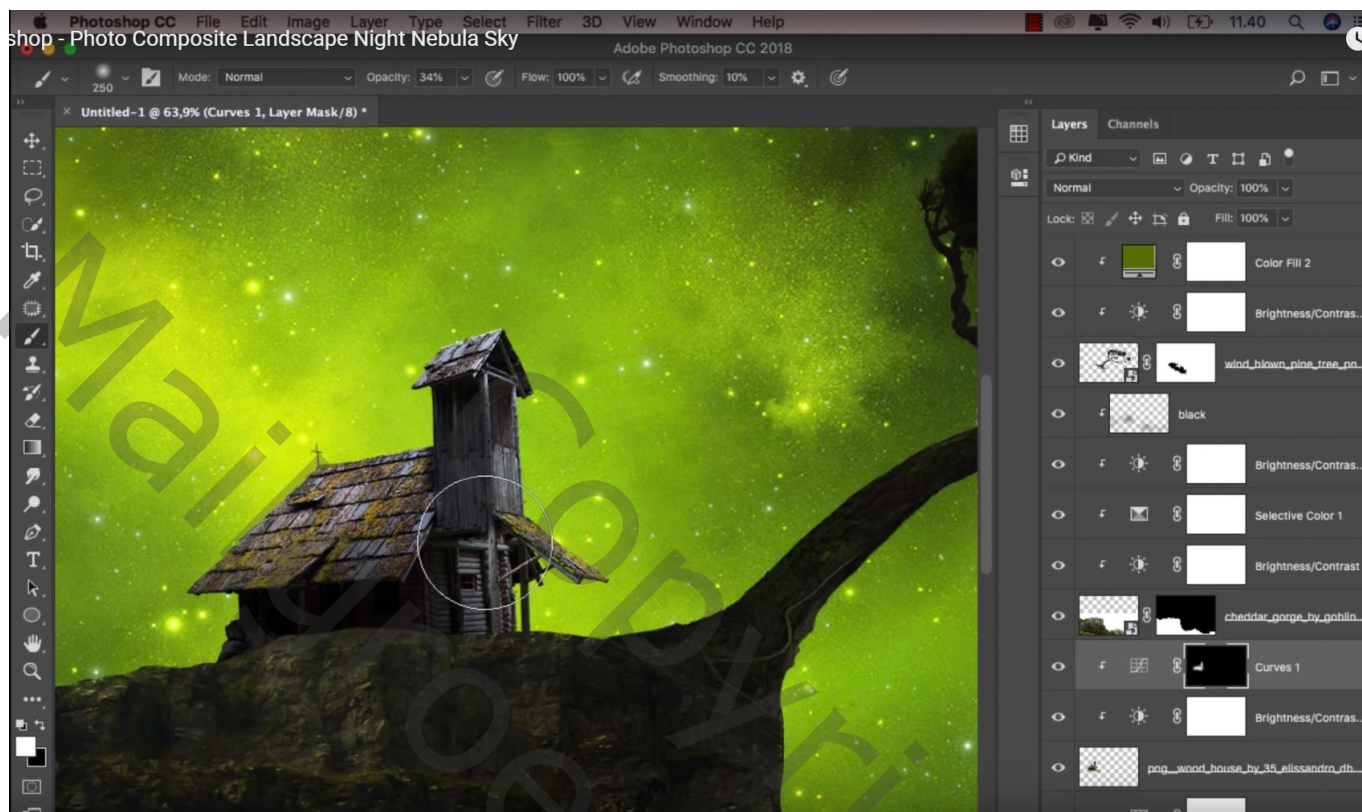 Photoshop CC File Edit Image Layer Type Select Filter 3D View Window Help 11.40
shop - Photo Composite Landscape Night Nebula Sky
Adobe Photoshop CC 2018
250 Mode: Normal Opacity: 34% Flow: 100% Smoothing: 10%
× Untitled-1 @ 63,9% (Curves 1, Layer Mask/8) *
Layers Channels
Kind
Normal Opacity: 100%
Lock: Fill: 100%
Color Fill 2
Brightness/Contras...
wind_blown_pine_tree_pn...
black
Brightness/Contras...
Selective Color 1
Brightness/Contrast
cheddar_gorge_by_goblin...
Curves 1
Brightness/Contras...
png__wood_house_by_35_elissandro_dh...
Copyri